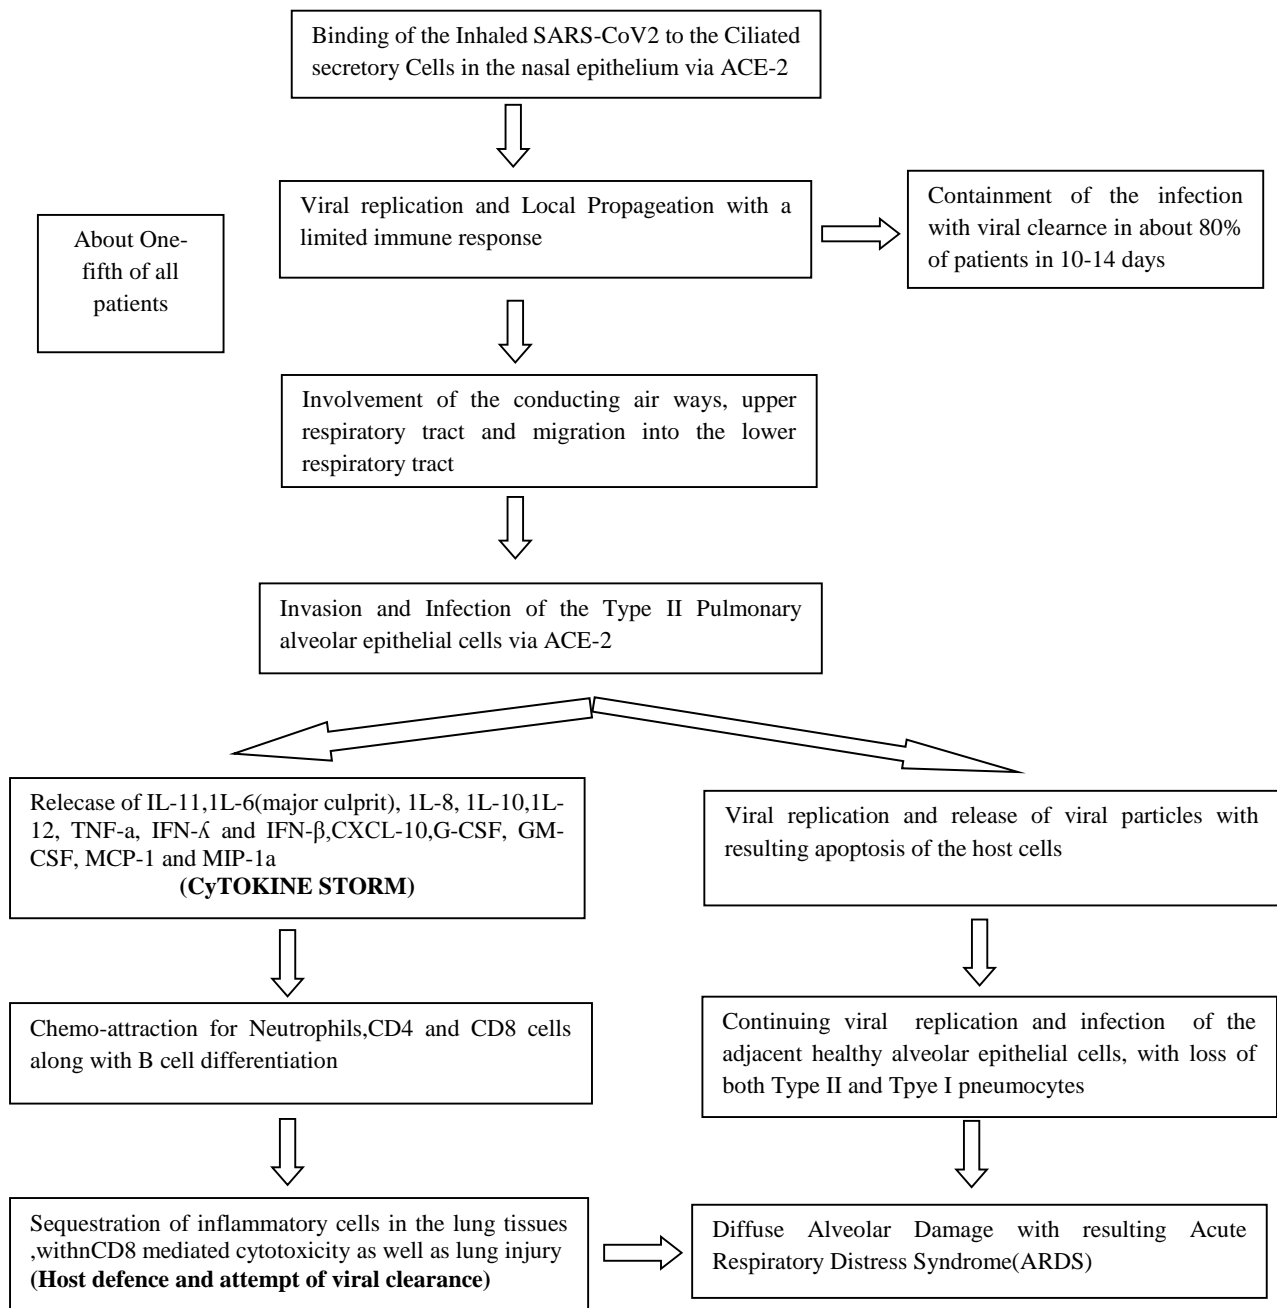 Binding of the Inhaled SARS-CoV2 to the Ciliated
secretory Cells in the nasal epithelium via ACE-2
Viral replication and Local Propageation with a
limited immune response
Containment of the infection
with viral clearnce in about 80%
of patients in 10-14 days
About One-
fifth of all
patients
Involvement of the conducting air ways, upper
respiratory tract and migration into the lower
respiratory tract
Invasion and Infection of the Type II Pulmonary
alveolar epithelial cells via ACE-2
Relecase of IL-11,1L-6(major culprit), 1L-8, 1L-10,1L-
12, TNF-a, IFN-ʎ and IFN-β,CXCL-10,G-CSF, GM-
CSF, MCP-1 and MIP-1a
(CyTOKINE STORM)
Viral replication and release of viral particles with
resulting apoptosis of the host cells
Chemo-attraction for Neutrophils,CD4 and CD8 cells
along with B cell differentiation
Continuing viral replication and infection of the
adjacent healthy alveolar epithelial cells, with loss of
both Type II and Tpye I pneumocytes
Sequestration of inflammatory cells in the lung tissues
,withnCD8 mediated cytotoxicity as well as lung injury
(Host defence and attempt of viral clearance)
Diffuse Alveolar Damage with resulting Acute
Respiratory Distress Syndrome(ARDS)